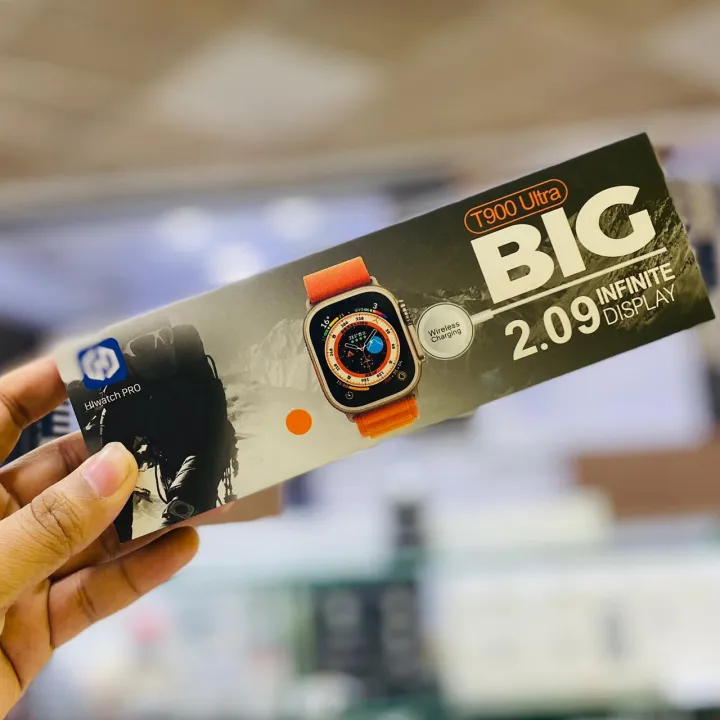 T900 Ultra
BIG
2.09 INFINITE
DISPLAY
Wireless
Charging
HIwatch PRO